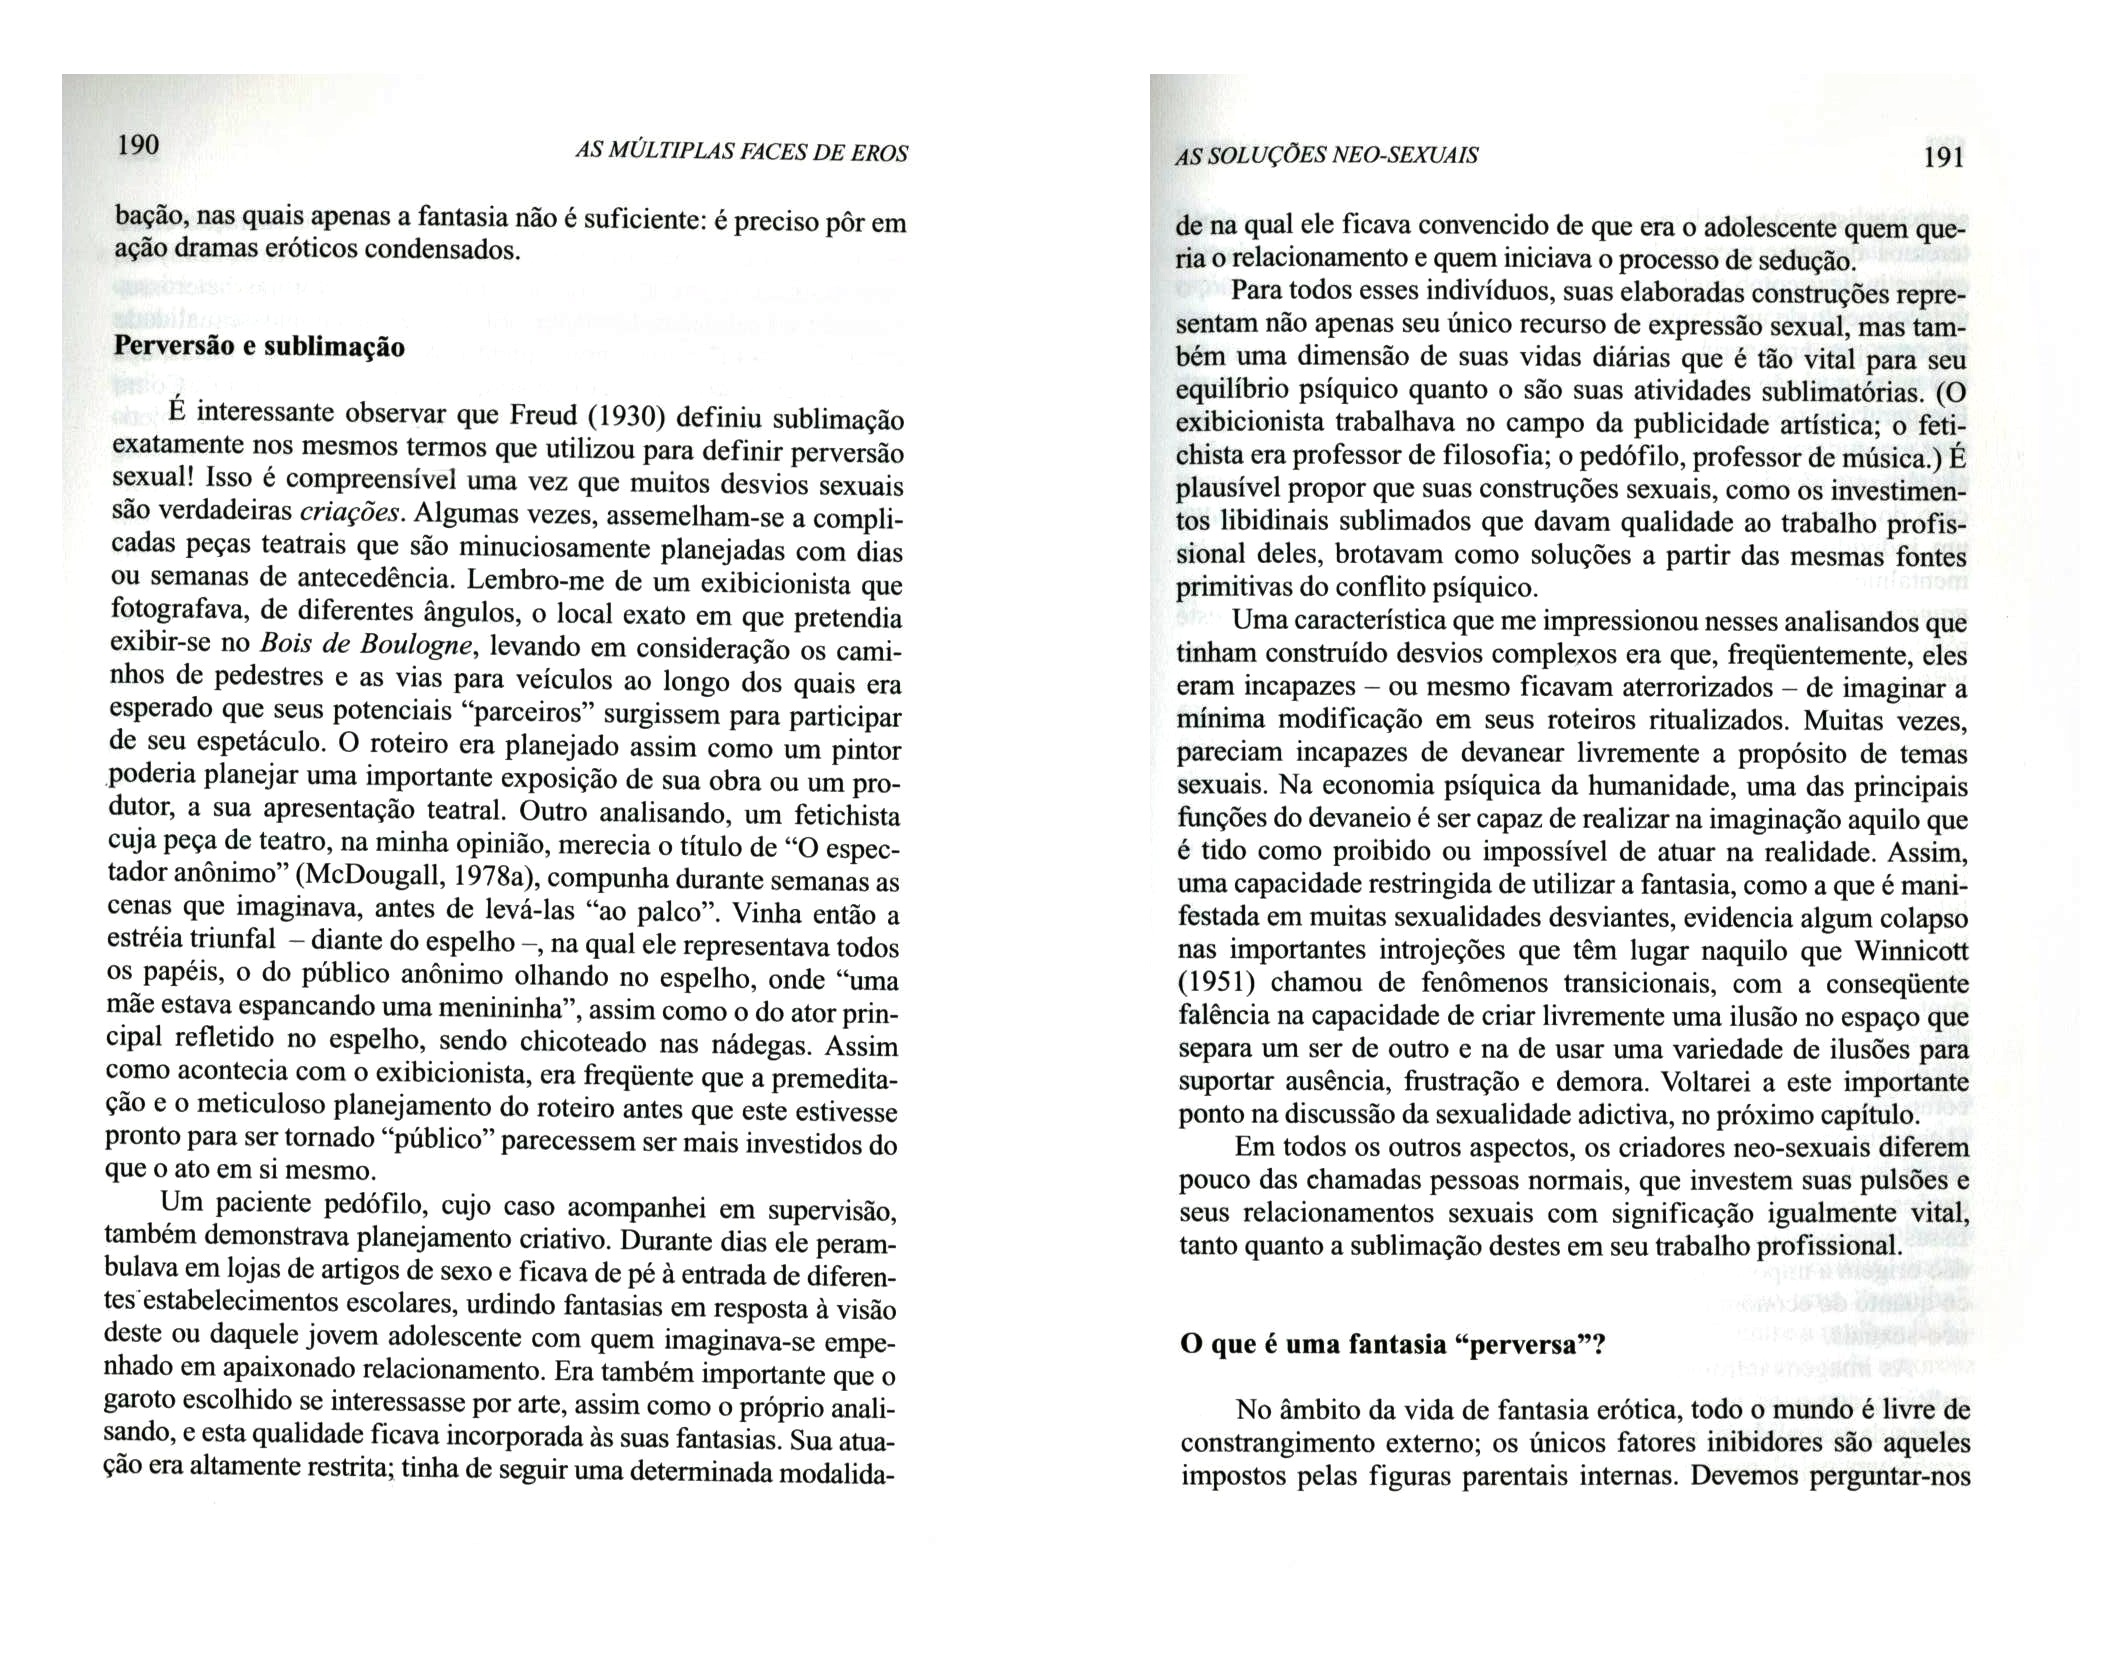 190
AS MÚLTIPLAS FACES DE EROS
bação, nas quais apenas a fantasia não é suficiente: é preciso pôr em
ação dramas eróticos condensados.
Perversão e sublimação
É interessante observar que Freud (1930) definiu sublimação
exatamente nos mesmos termos que utilizou para definir perversão
sexual! Isso é compreensível uma vez que muitos desvios sexuais
são verdadeiras criações. Algumas vezes, assemelham-se a compli-
cadas peças teatrais que são minuciosamente planejadas com dias
ou semanas de antecedência. Lembro-me de um exibicionista que
fotografava, de diferentes ângulos, o local exato em que pretendia
exibir-se no Bois de Boulogne, levando em consideração os cami-
nhos de pedestres e as vias para veículos ao longo dos quais era
esperado que seus potenciais “parceiros” surgissem para participar
de seu espetáculo. O roteiro era planejado assim como um pintor
poderia planejar uma importante exposição de sua obra ou um pro-
dutor, a sua apresentação teatral. Outro analisando, um fetichista
cuja peça de teatro, na minha opinião, merecia o título de “O espec-
tador anônimo” (McDougall, 1978a), compunha durante semanas as
cenas que imaginava, antes de levá-las “ao palco”. Vinha então a
estréia triunfal – diante do espelho –, na qual ele representava todos
os papéis, o do público anônimo olhando no espelho, onde “uma
mãe estava espancando uma menininha”, assim como o do ator prin-
cipal refletido no espelho, sendo chicoteado nas nádegas. Assim
como acontecia com o exibicionista, era freqüente que a premedita-
ção e o meticuloso planejamento do roteiro antes que este estivesse
pronto para ser tornado “público” parecessem ser mais investidos do
que o ato em si mesmo.
Um paciente pedófilo, cujo caso acompanhei em supervisão,
também demonstrava planejamento criativo. Durante dias ele peram-
bulava em lojas de artigos de sexo e ficava de pé à entrada de diferen-
tes estabelecimentos escolares, urdindo fantasias em resposta à visão
deste ou daquele jovem adolescente com quem imaginava-se empe-
nhado em apaixonado relacionamento. Era também importante que o
garoto escolhido se interessasse por arte, assim como o próprio anali-
sando, e esta qualidade ficava incorporada às suas fantasias. Sua atua-
ção era altamente restrita; tinha de seguir uma determinada modalida-
AS SOLUÇÕES NEO-SEXUAIS
191
de na qual ele ficava convencido de que era o adolescente quem que-
ria o relacionamento e quem iniciava o processo de sedução.
Para todos esses indivíduos, suas elaboradas construções repre-
sentam não apenas seu único recurso de expressão sexual, mas tam-
bém uma dimensão de suas vidas diárias que é tão vital para seu
equilíbrio psíquico quanto o são suas atividades sublimatórias. (O
exibicionista trabalhava no campo da publicidade artística; o feti-
chista era professor de filosofia; o pedófilo, professor de música.) É
plausível propor que suas construções sexuais, como os investimen-
tos libidinais sublimados que davam qualidade ao trabalho profis-
sional deles, brotavam como soluções a partir das mesmas fontes
primitivas do conflito psíquico.
Uma característica que me impressionou nesses analisandos que
tinham construído desvios complexos era que, freqüentemente, eles
eram incapazes – ou mesmo ficavam aterrorizados – de imaginar a
mínima modificação em seus roteiros ritualizados. Muitas vezes,
pareciam incapazes de devanear livremente a propósito de temas
sexuais. Na economia psíquica da humanidade, uma das principais
funções do devaneio é ser capaz de realizar na imaginação aquilo que
é tido como proibido ou impossível de atuar na realidade. Assim,
uma capacidade restringida de utilizar a fantasia, como a que é mani-
festada em muitas sexualidades desviantes, evidencia algum colapso
nas importantes introjeções que têm lugar naquilo que Winnicott
(1951) chamou de fenômenos transicionais, com a conseqüente
falência na capacidade de criar livremente uma ilusão no espaço que
separa um ser de outro e na de usar uma variedade de ilusões para
suportar ausência, frustração e demora. Voltarei a este importante
ponto na discussão da sexualidade adictiva, no próximo capítulo.
Em todos os outros aspectos, os criadores neo-sexuais diferem
pouco das chamadas pessoas normais, que investem suas pulsões e
seus relacionamentos sexuais com significação igualmente vital,
tanto quanto a sublimação destes em seu trabalho profissional.
O que é uma fantasia “perversa”?
No âmbito da vida de fantasia erótica, todo o mundo é livre de
constrangimento externo; os únicos fatores inibidores são aqueles
impostos pelas figuras parentais internas. Devemos perguntar-nos